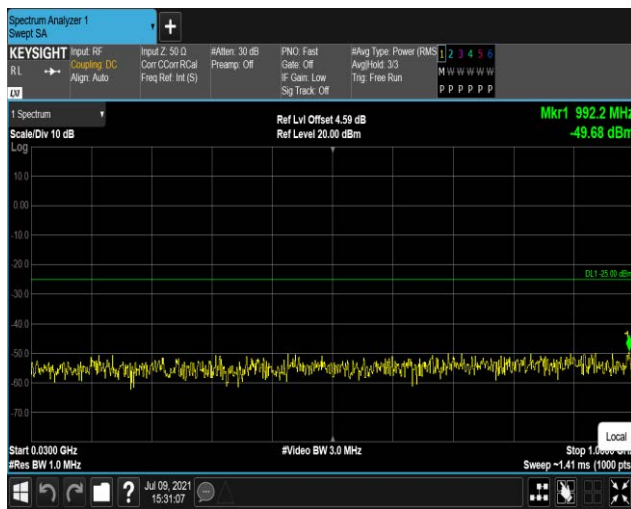 Spectrum Analyzer 1
Swept SA
+
KEYSIGHT Input: RF Input Z: 50 Ω #Atten: 30 dB PNO: Fast #Avg Type: Power (RMS 1 2 3 4 5 6
RL Coupling: DC Corr CCorr RCal Preamp: Off Gate: Off Avg|Hold: 3/3 M W W W W W
Align: Auto Freq Ref: Int (S) IF Gain: Low Trig: Free Run
LXI Sig Track: Off P P P P P P
1 Spectrum Ref Lvl Offset 4.59 dB Mkr1 992.2 MHz
Scale/Div 10 dB Ref Level 20.00 dBm -49.68 dBm
Log
10.0
0.00
-10.0
-20.0
DL1 -25.00 dBm
-30.0
-40.0
-50.0
-60.0
-70.0
Local
Start 0.0300 GHz #Video BW 3.0 MHz Stop 1.0000 GHz
#Res BW 1.0 MHz Sweep ~1.41 ms (1000 pts
? Jul 09, 2021
15:31:07